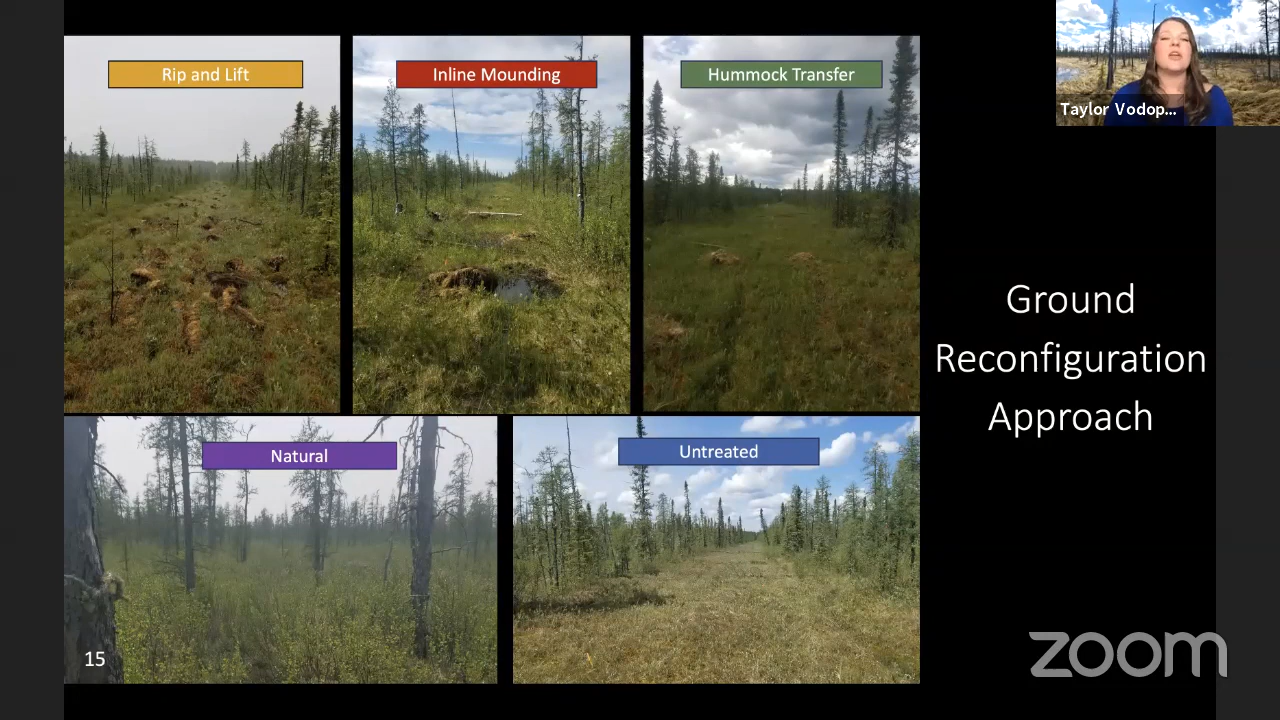 Rip and Lift
Inline Mounding
Hummock Transfer
Taylor Vodop...
Ground
Reconfiguration
Approach
Natural
Untreated
15
zoom